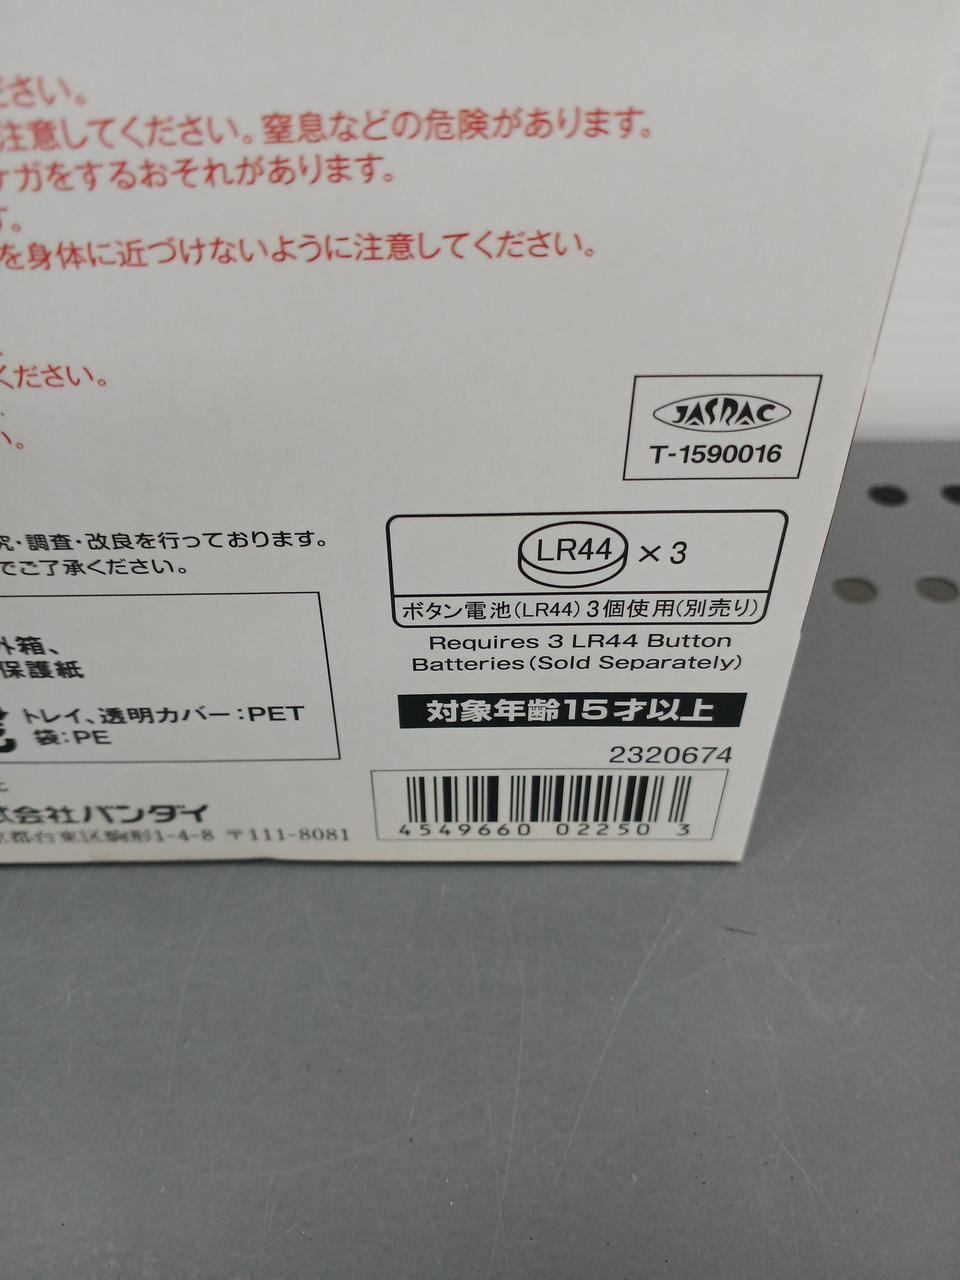 ださい。
注意してください。窒息などの危険があります。
ケガをするおそれがあります。
す。
を身体に近づけないように注意してください。
ください。
い。
JASRAC
T-1590016
究・調査・改良を行っております。
でご了承ください。
LR44 × 3
ボタン電池(LR44)3個使用(別売り)
Requires 3 LR44 Button
Batteries (Sold Separately)
外箱、
保護紙
トレイ、透明カバー:PET
袋:PE
対象年齢15才以上
2320674
4549660 02250 3
式会社バンダイ
京都台東区駒形1-4-8 〒111-8081